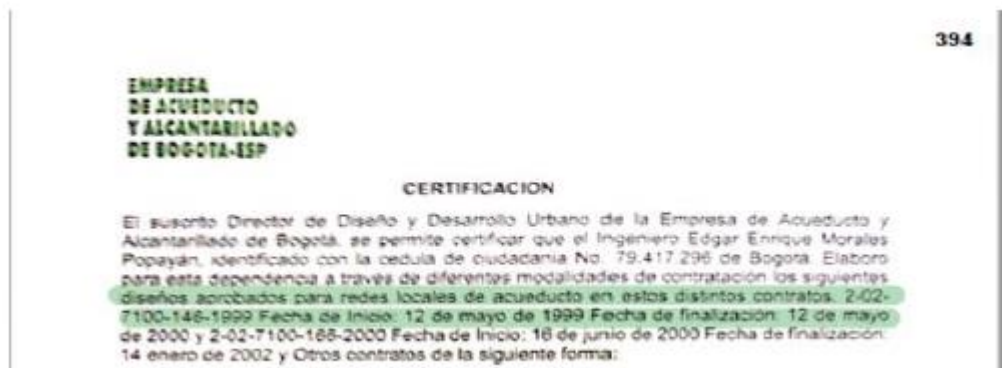 394
EMPRESA
DE ACUEDUCTO
Y ALCANTARILLADO
DE BOGOTA-ESP
CERTIFICACION
El suscrito Director de Diseño y Desarrollo Urbano de la Empresa de Acueducto y
Alcantarillado de Bogotá, se permite certificar que el Ingeniero Edgar Enrique Morales
Popayán, identificado con la cedula de ciudadania No. 79.417.296 de Bogota. Elaboro
para esta dependencia a través de diferentes modalidades de contratación los siguientes
diseños aprobados para redes locales de acueducto en estos distintos contratos. 2-02-
7100-146-1999 Fecha de Inicio: 12 de mayo de 1999 Fecha de finalización: 12 de mayo
de 2000 y 2-02-7100-166-2000 Fecha de Inicio: 16 de junio de 2000 Fecha de finalización:
14 enero de 2002 y Otros contratos de la siguiente forma: